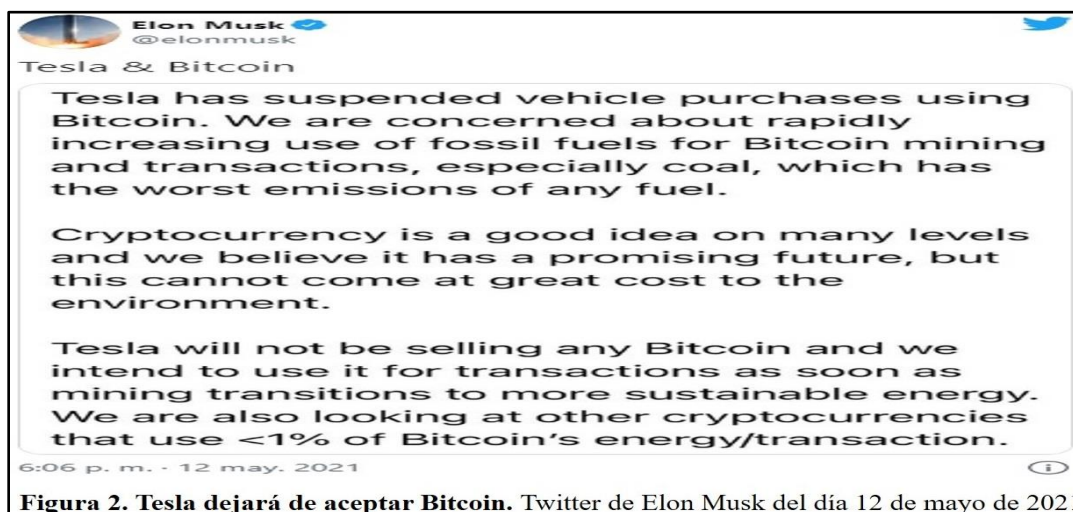 Elon Musk
@elonmusk
Tesla & Bitcoin
Tesla has suspended vehicle purchases using
Bitcoin. We are concerned about rapidly
increasing use of fossil fuels for Bitcoin mining
and transactions, especially coal, which has
the worst emissions of any fuel.
Cryptocurrency is a good idea on many levels
and we believe it has a promising future, but
this cannot come at great cost to the
environment.
Tesla will not be selling any Bitcoin and we
intend to use it for transactions as soon as
mining transitions to more sustainable energy.
We are also looking at other cryptocurrencies
that use <1% of Bitcoin's energy/transaction.
6:06 p. m. · 12 may. 2021
Figura 2. Tesla dejará de aceptar Bitcoin. Twitter de Elon Musk del día 12 de mayo de 2021